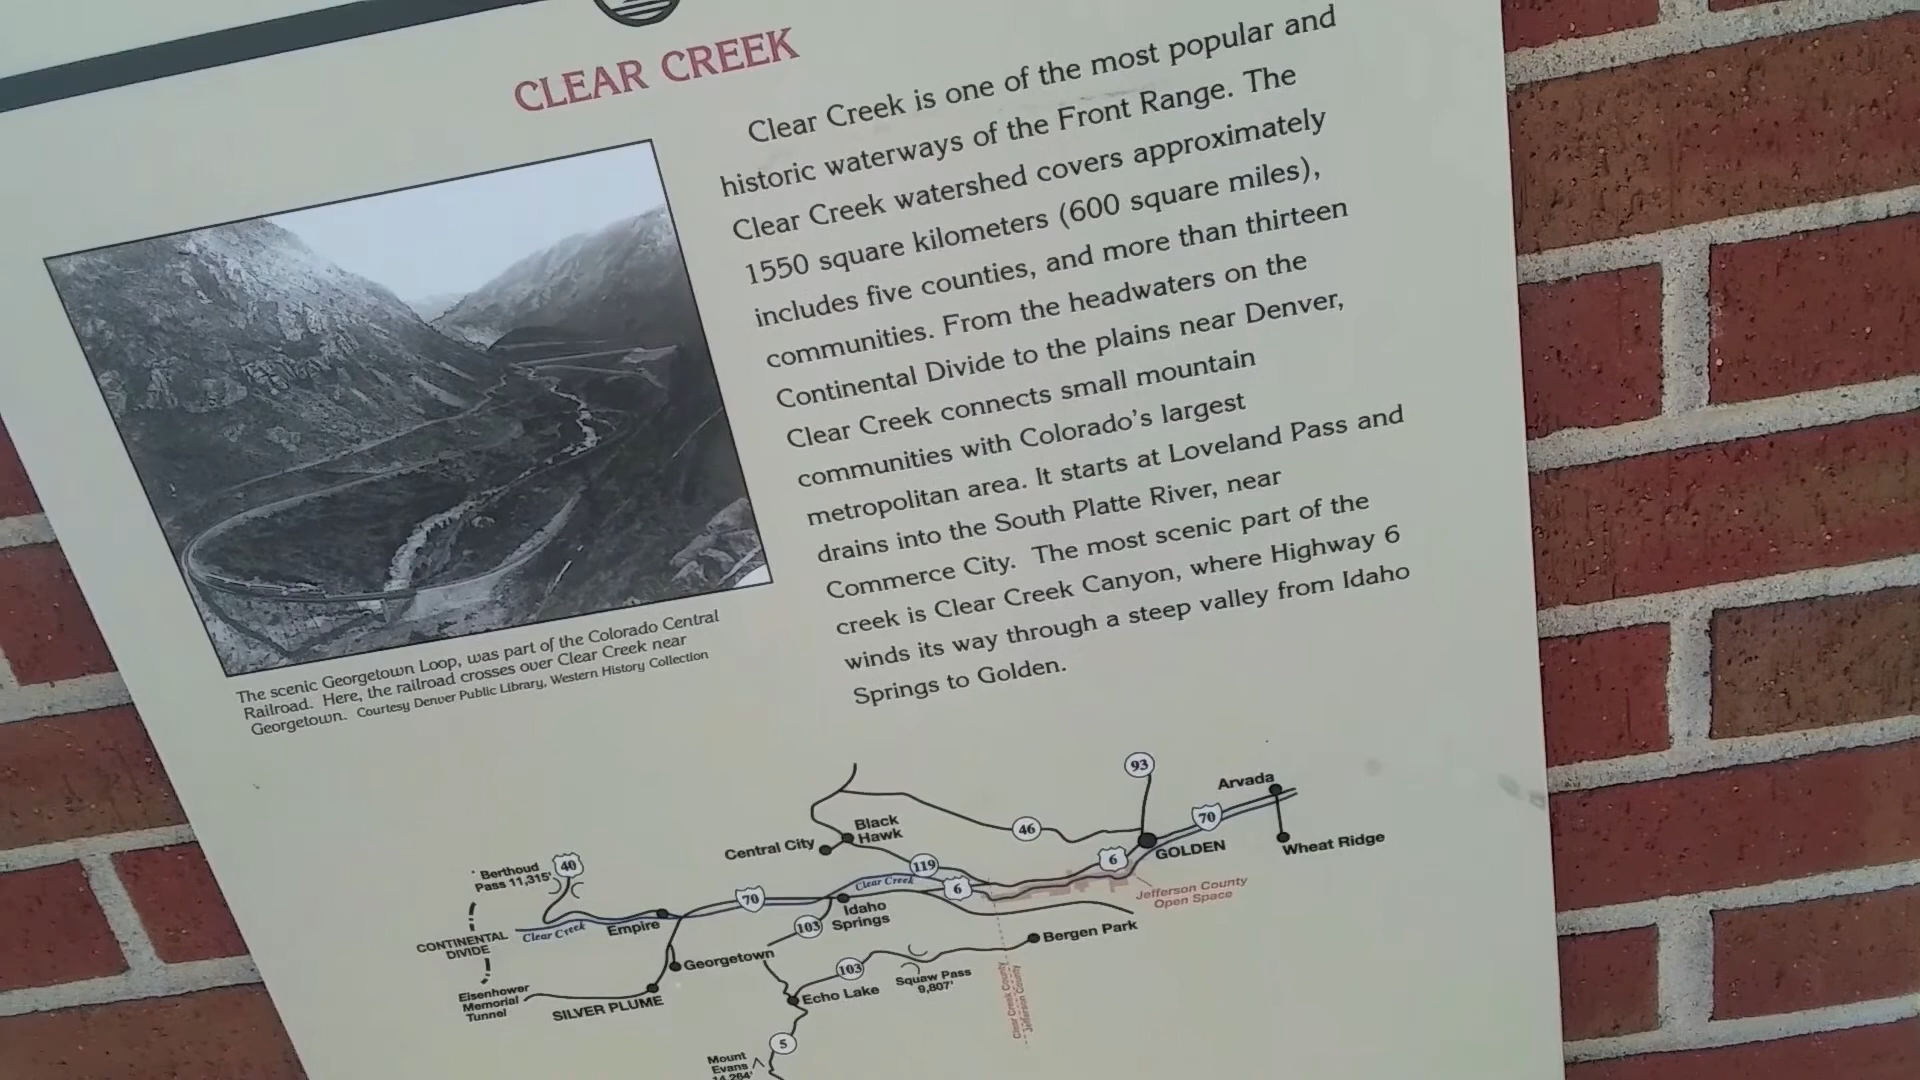 CLEAR CREEK
Clear Creek is one of the most popular and
historic waterways of the Front Range. The
Clear Creek watershed covers approximately
1550 square kilometers (600 square miles),
includes five counties, and more than thirteen
communities. From the headwaters on the
Continental Divide to the plains near Denver,
Clear Creek connects small mountain
communities with Colorado's largest
metropolitan area. It starts at Loveland Pass and
drains into the South Platte River, near
Commerce City. The most scenic part of the
creek is Clear Creek Canyon, where Highway 6
winds its way through a steep valley from Idaho
Springs to Golden.
The scenic Georgetown Loop, was part of the Colorado Central
Railroad. Here, the railroad crosses over Clear Creek near
Georgetown. Courtesy Denver Public Library, Western History Collection
93
Arvada
70
46
Black
Hawk
Central City
Wheat Ridge
GOLDEN
6
119
Berthoud
Pass 11,315'
40
Clear Creek
6
Jefferson County
Open Space
70
Idaho
Springs
103
Empire
Clear Creek
CONTINENTAL
DIVIDE
Bergen Park
Georgetown
103
Squaw Pass
9,807'
Echo Lake
Eisenhower
Memorial
Tunnel
SILVER PLUME
Clear Creek County
Jefferson County
5
Mount
Evans
14,264'